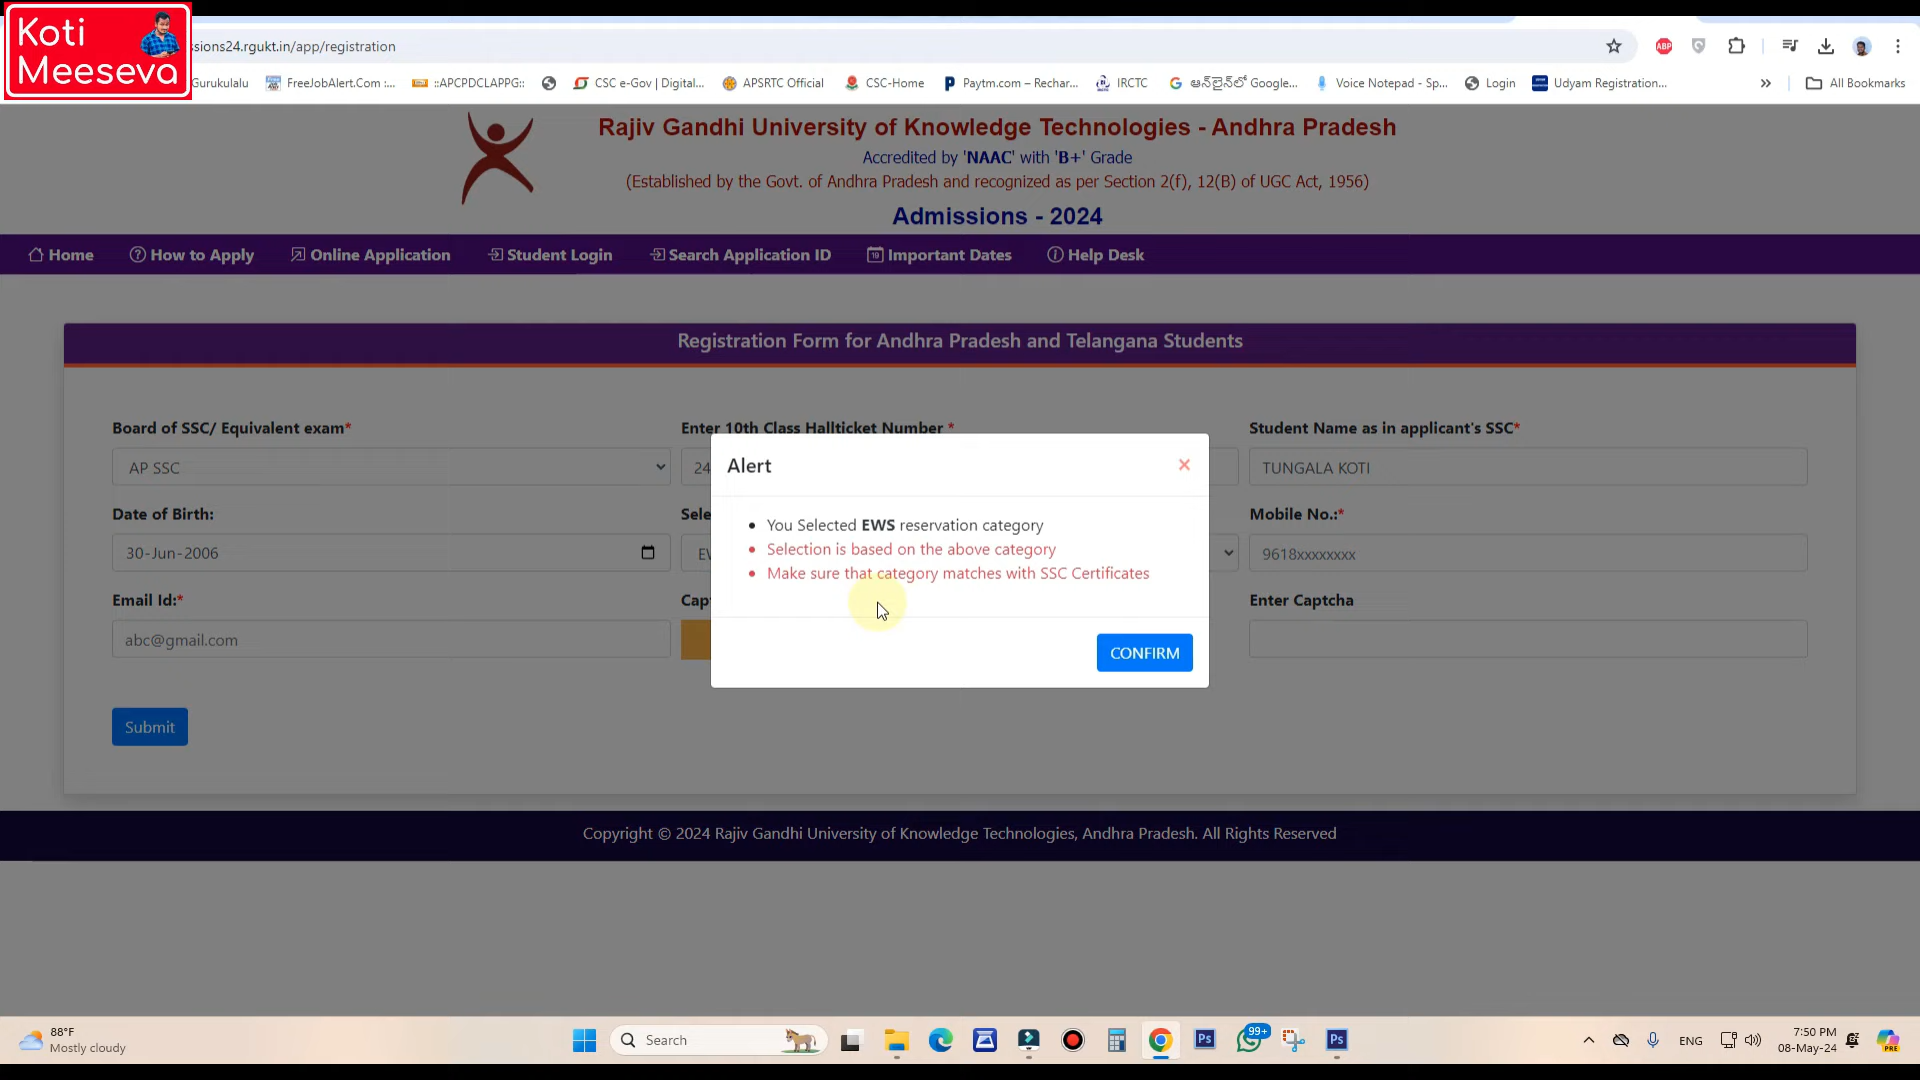 Koti
Meeseva
ssions24.rgukt.in/app/registration
ABP
Gurukulalu
FreeJobAlert.Com :...
::APCPDCLAPPG::
CSC e-Gov | Digital...
APSRTC Official
CSC-Home
Paytm.com – Rechar...
IRCTC
ఆన్‌లైన్‌లో Google...
Voice Notepad - Sp...
Login
Udyam Registration...
»
All Bookmarks
Rajiv Gandhi University of Knowledge Technologies - Andhra Pradesh
Accredited by 'NAAC' with 'B+' Grade
(Established by the Govt. of Andhra Pradesh and recognized as per Section 2(f), 12(B) of UGC Act, 1956)
Admissions - 2024
Home
How to Apply
Online Application
Student Login
Search Application ID
Important Dates
Help Desk
Registration Form for Andhra Pradesh and Telangana Students
Board of SSC/ Equivalent exam*
Enter 10th Class Hallticket Number *
Student Name as in applicant's SSC*
AP SSC
24
TUNGALA KOTI
Date of Birth:
Sele
Mobile No.:*
30-Jun-2006
EW
9618xxxxxxxx
Email Id:*
Cap
Enter Captcha
abc@gmail.com
Submit
Alert
×
• You Selected EWS reservation category
• Selection is based on the above category
• Make sure that category matches with SSC Certificates
CONFIRM
Copyright © 2024 Rajiv Gandhi University of Knowledge Technologies, Andhra Pradesh. All Rights Reserved
88°F
Mostly cloudy
Search
Ps
99+
Ps
ENG
7:50 PM
08-May-24
PRE